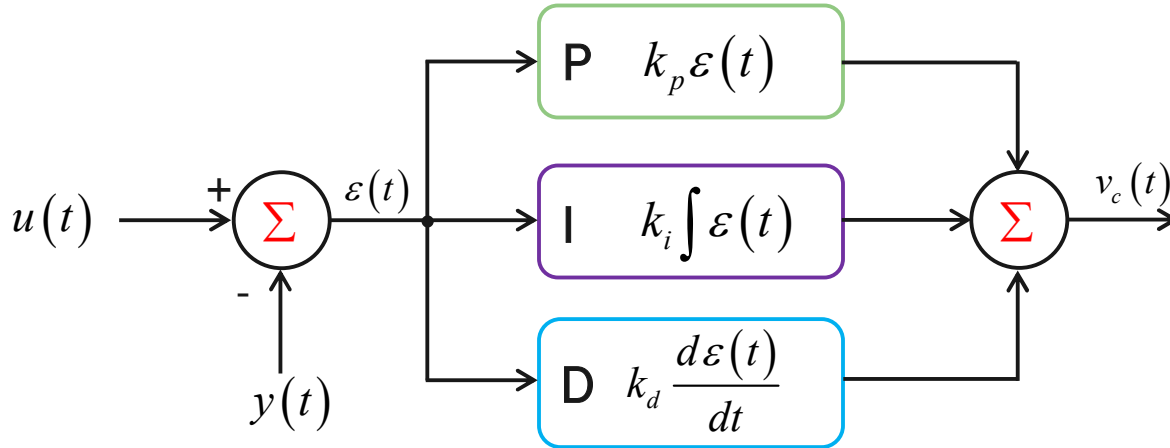 P k_p ε(t)
u(t) + Σ ε(t) I k_i ∫ ε(t) Σ v_c(t)
-
y(t)
D k_d dε(t)/dt